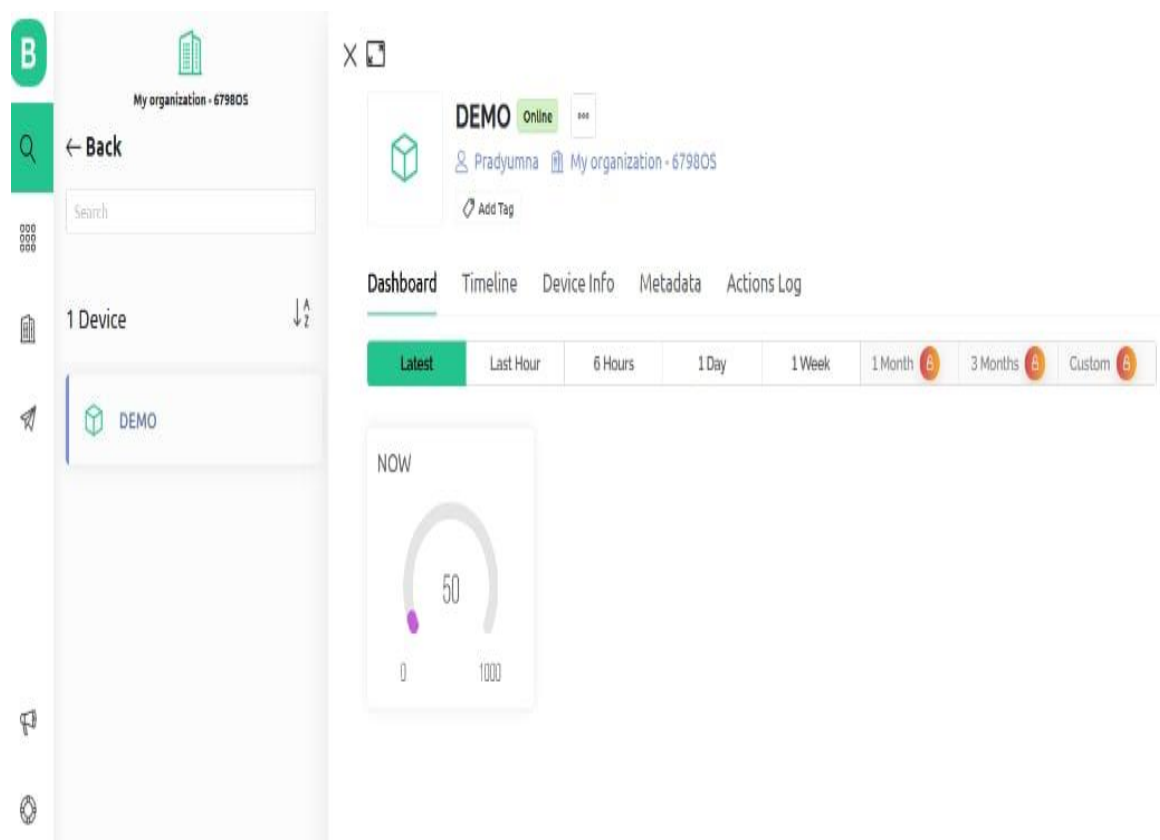 B
My organization - 6798OS
← Back
Search
1 Device
A
Z
DEMO
DEMO Online
Pradyumna My organization - 6798OS
Add Tag
Dashboard Timeline Device Info Metadata Actions Log
Latest Last Hour 6 Hours 1 Day 1 Week 1 Month 3 Months Custom
NOW
50
0 1000